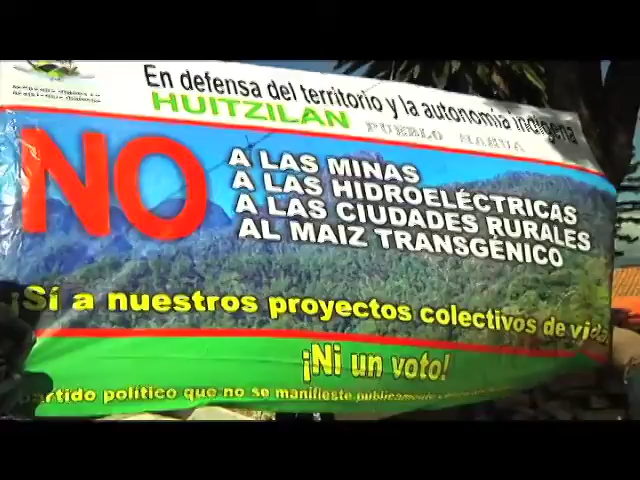 En defensa del territorio y la autonomía indígena
HUITZILAN PUEBLO NAHUA
NO
A LAS MINAS
A LAS HIDROELÉCTRICAS
A LAS CIUDADES RURALES
AL MAIZ TRANSGÉNICO
¡Sí a nuestros proyectos colectivos de vida
¡Ni un voto!
partido político que no se manifieste publicamente